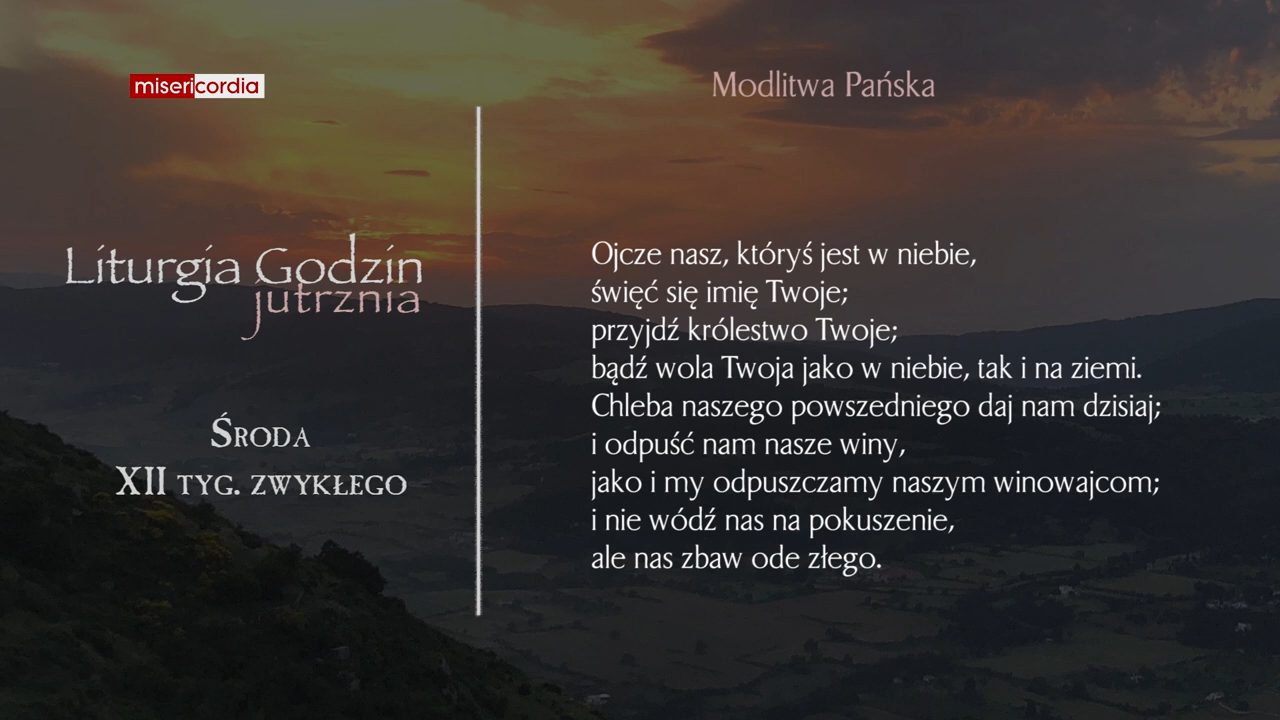 misericordia
Liturgia Godzin
jutrznia
Środa
XII tyg. zwykłego
Modlitwa Pańska
Ojcze nasz, któryś jest w niebie,
święć się imię Twoje;
przyjdź królestwo Twoje;
bądź wola Twoja jako w niebie, tak i na ziemi.
Chleba naszego powszedniego daj nam dzisiaj;
i odpuść nam nasze winy,
jako i my odpuszczamy naszym winowajcom;
i nie wódź nas na pokuszenie,
ale nas zbaw ode złego.